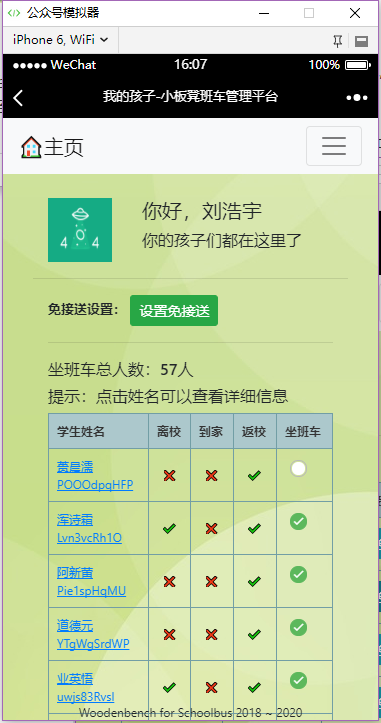 公众号模拟器
iPhone 6, WiFi
WeChat
16:07
100%
我的孩子-小板凳班车管理平台
主页
4 4
你好，刘浩宇
你的孩子们都在这里了
免接送设置：
设置免接送
坐班车总人数：57人
提示：点击姓名可以查看详细信息
学生姓名 离校 到家 返校 坐班车
萧晨濡
POOOdpqHFP
浑诗霜
Lvn3vcRh1O
阿新蕾
Pie1spHqMU
道德元
YTgWgSrdWP
业英悟
uwjs83Rvsl
Woodenbench for Schoolbus 2018 ~ 2020